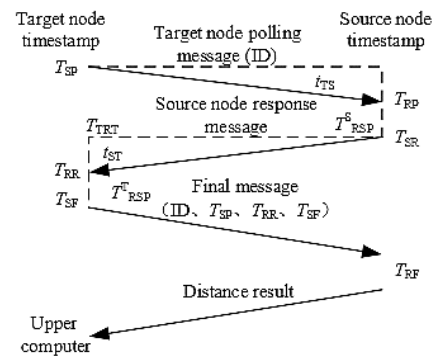 Target node
timestamp
Source node
timestamp
Target node polling
message (ID)
T_SP
t_TS
T_RP
Source node response
message
T_TRT
T^S_RSP
T_SR
t_ST
T_RR
T^T_RSP
T_SF
Final message
(ID、T_SP、T_RR、T_SF)
T_RF
Distance result
Upper
computer